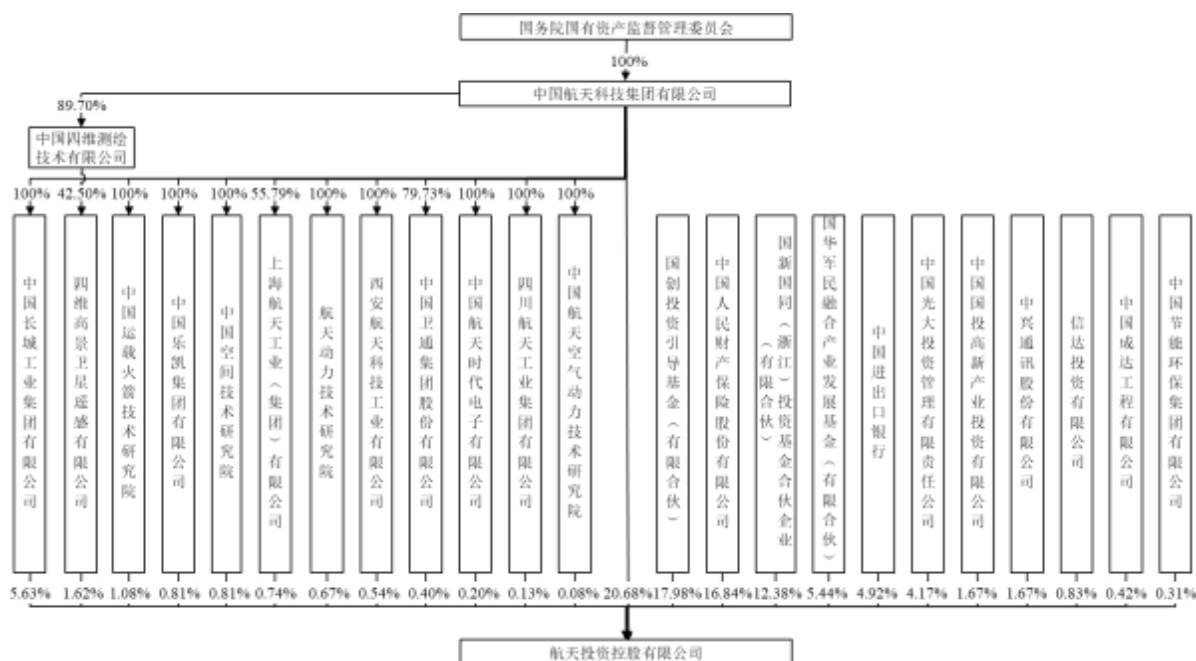 国务院国有资产监督管理委员会
100%
中国航天科技集团有限公司
89.70%
中国四维测绘
技术有限公司
100% 42.50% 100% 100% 100% 55.79% 100% 100% 79.73% 100% 100% 100%
中国长城工业集团有限公司
四维高景卫星遥感有限公司
中国运载火箭技术研究院
中国乐凯集团有限公司
中国空间技术研究院
上海航天工业（集团）有限公司
航天动力技术研究院
西安航天科技工业有限公司
中国卫通集团股份有限公司
中国航天时代电子有限公司
四川航天工业集团有限公司
中国航天空气动力技术研究院
国创投资引导基金（有限合伙）
中国人民财产保险股份有限公司
国新国同（浙江）投资基金合伙企业
（有限合伙）
国华军民融合产业发展基金（有限合伙）
中国进出口银行
中国光大投资管理有限责任公司
中国国投高新产业投资有限公司
中兴通讯股份有限公司
信达投资有限公司
中国成达工程有限公司
中国节能环保集团有限公司
5.63% 1.62% 1.08% 0.81% 0.81% 0.74% 0.67% 0.54% 0.40% 0.20% 0.13% 0.08% 20.68% 17.98% 16.84% 12.38% 5.44% 4.92% 4.17% 1.67% 1.67% 0.83% 0.42% 0.31%
航天投资控股有限公司